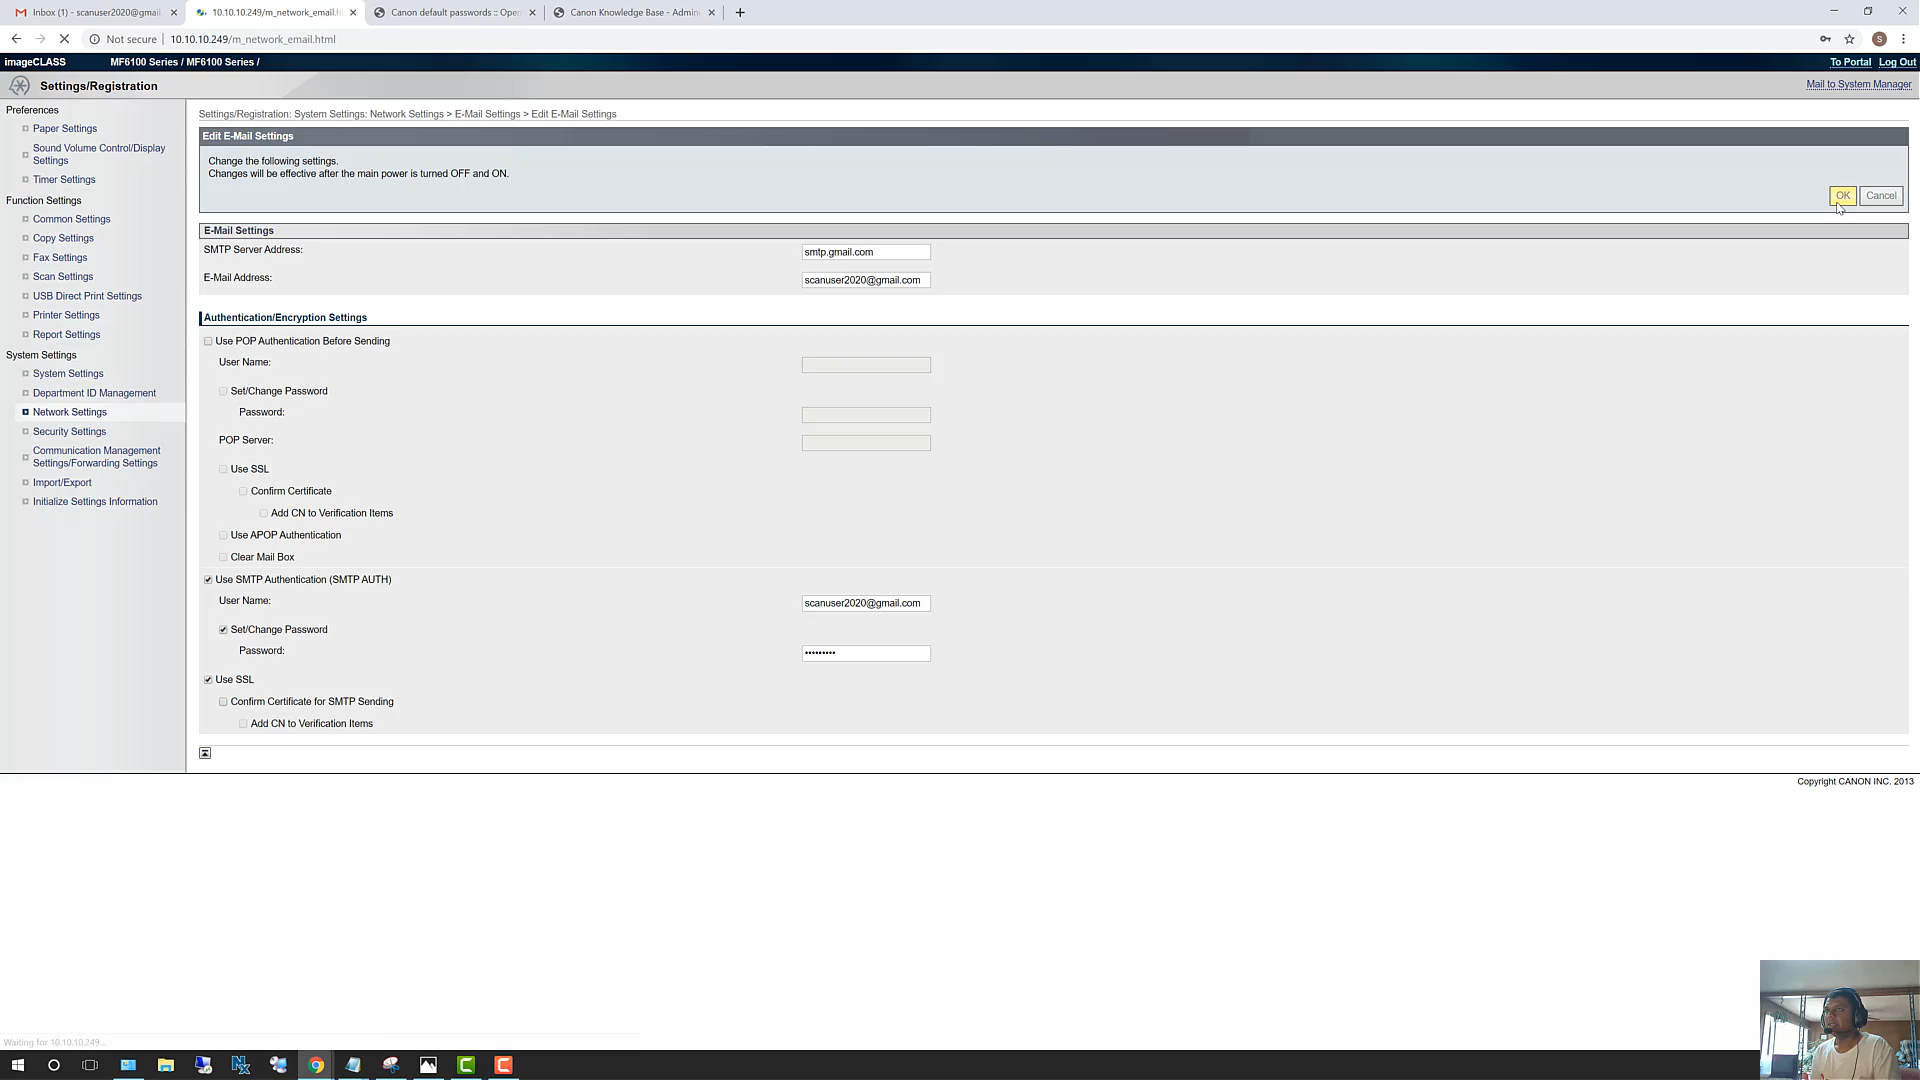 Inbox (1) - scanuser2020@gmail
10.10.10.249/m_network_email.h
Canon default passwords :: Ope
Canon Knowledge Base - Admin
Not secure
10.10.10.249/m_network_email.html
S
imageCLASS
MF6100 Series / MF6100 Series /
To Portal
Log Out
Settings/Registration
Mail to System Manager
Preferences
Paper Settings
Sound Volume Control/Display
Settings
Timer Settings
Function Settings
Common Settings
Copy Settings
Fax Settings
Scan Settings
USB Direct Print Settings
Printer Settings
Report Settings
System Settings
System Settings
Department ID Management
Network Settings
Security Settings
Communication Management
Settings/Forwarding Settings
Import/Export
Initialize Settings Information
Settings/Registration: System Settings: Network Settings > E-Mail Settings > Edit E-Mail Settings
Edit E-Mail Settings
Change the following settings.
Changes will be effective after the main power is turned OFF and ON.
OK
Cancel
E-Mail Settings
SMTP Server Address:
smtp.gmail.com
E-Mail Address:
scanuser2020@gmail.com
Authentication/Encryption Settings
Use POP Authentication Before Sending
User Name:
Set/Change Password
Password:
POP Server:
Use SSL
Confirm Certificate
Add CN to Verification Items
Use APOP Authentication
Clear Mail Box
Use SMTP Authentication (SMTP AUTH)
User Name:
scanuser2020@gmail.com
Set/Change Password
Password:
•••••••••
Use SSL
Confirm Certificate for SMTP Sending
Add CN to Verification Items
Copyright CANON INC. 2013
Waiting for 10.10.10.249...